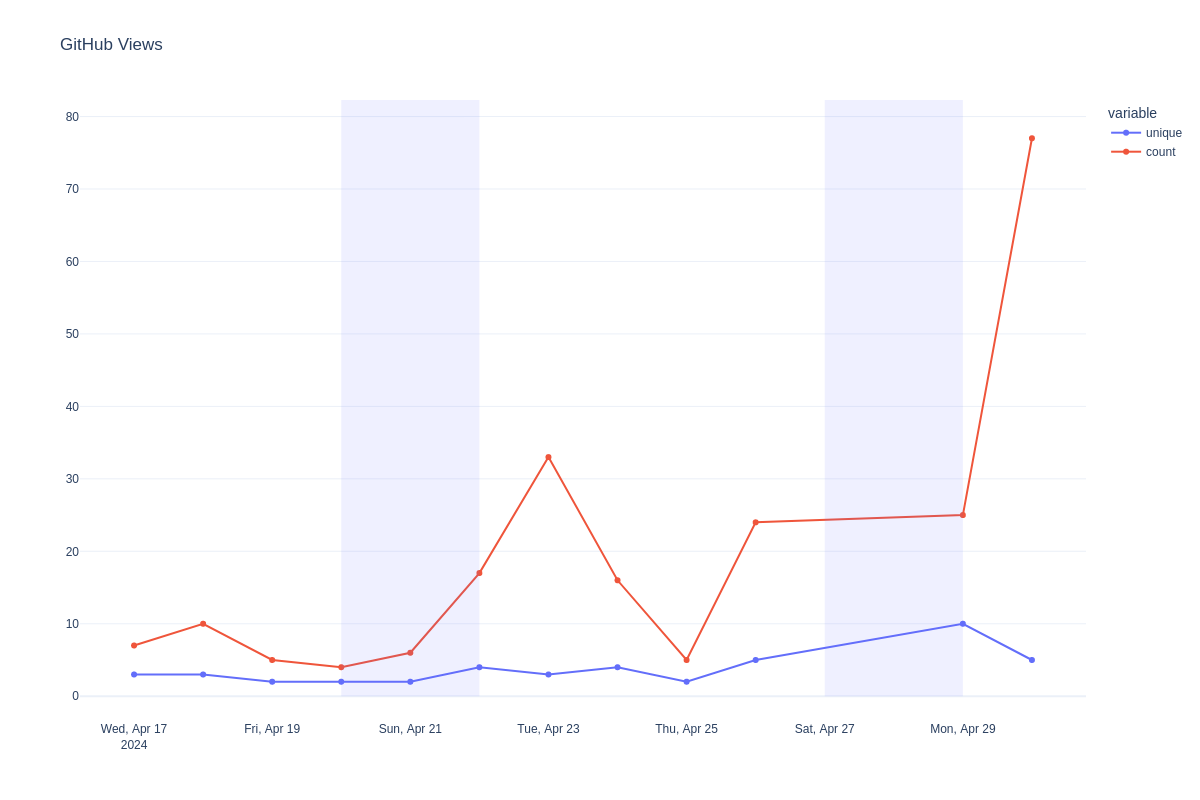 GitHub Views
80
70
60
50
40
30
20
10
0
Wed, Apr 17
2024
Fri, Apr 19
Sun, Apr 21
Tue, Apr 23
Thu, Apr 25
Sat, Apr 27
Mon, Apr 29
variable
unique
count